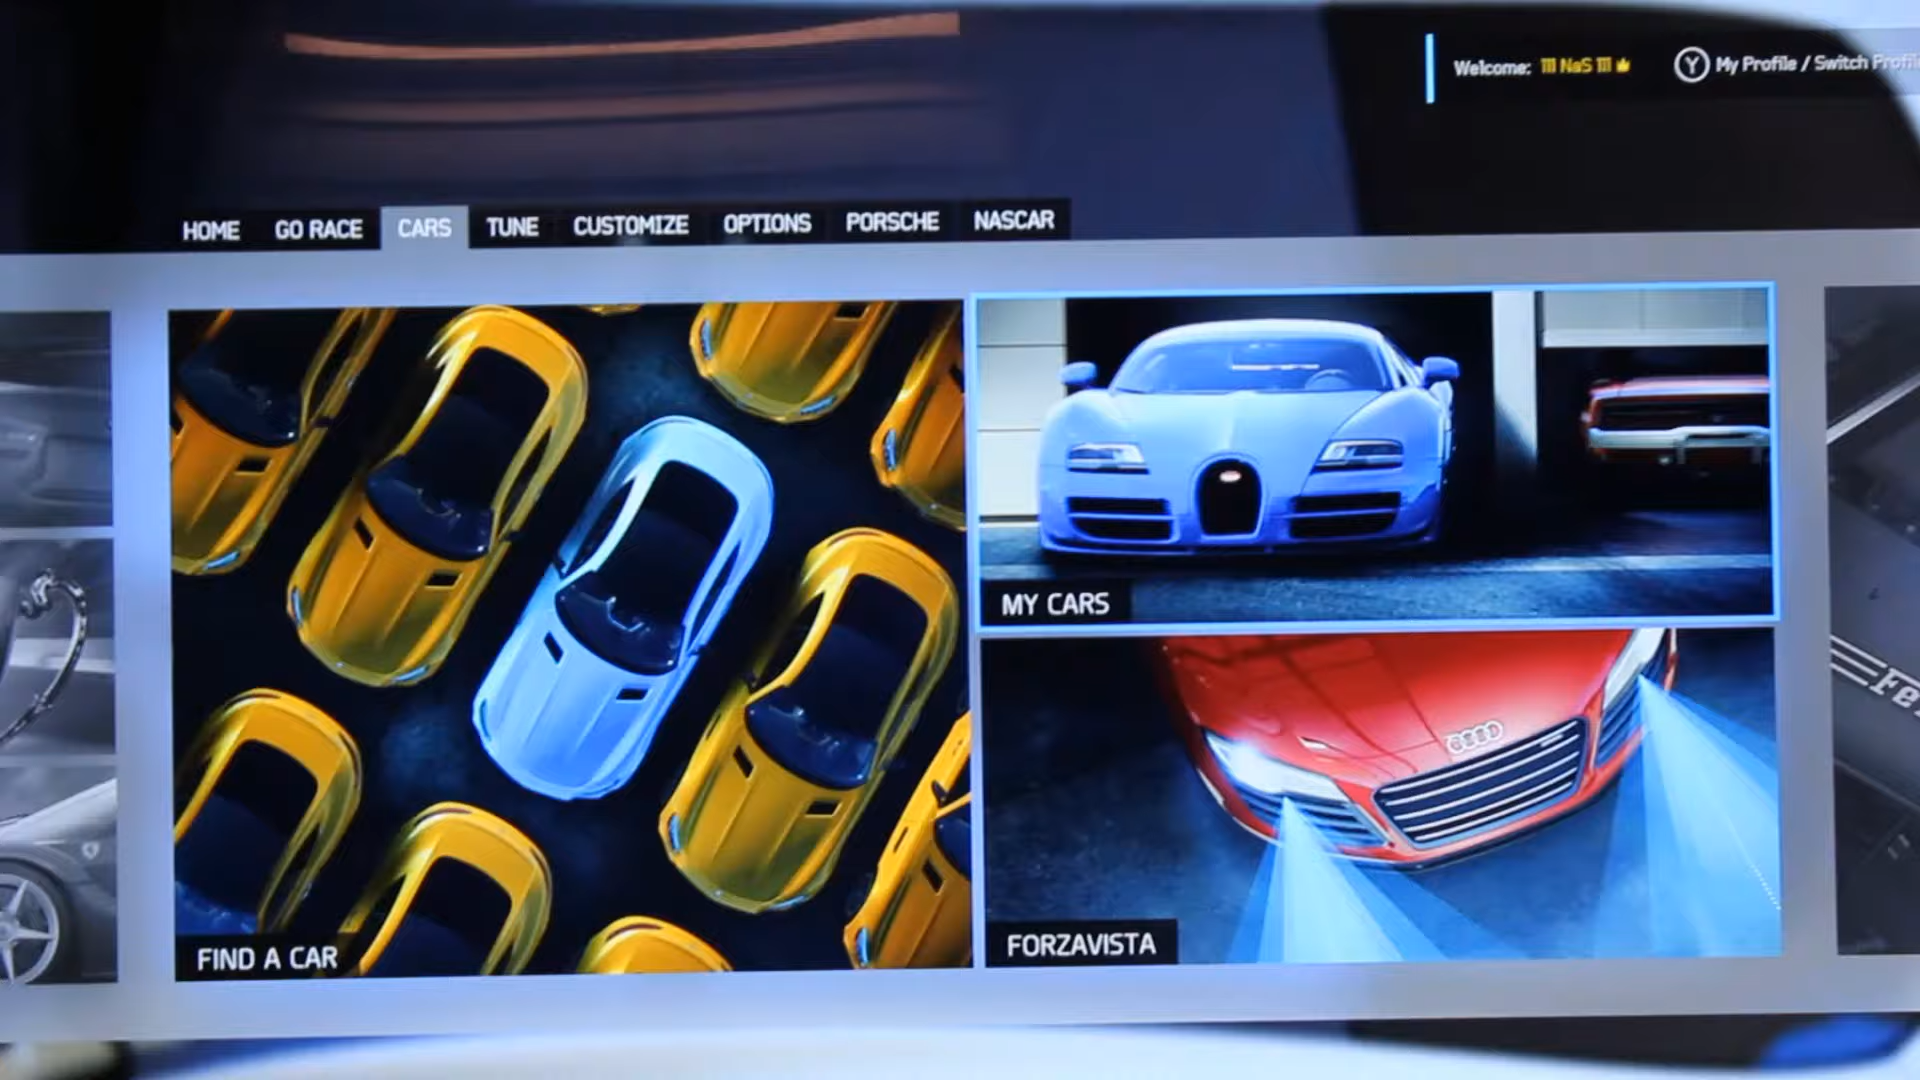 Welcome: III NaS III
Y My Profile / Switch
HOME GO RACE CARS TUNE CUSTOMIZE OPTIONS PORSCHE NASCAR
MY CARS
FIND A CAR
FORZAVISTA